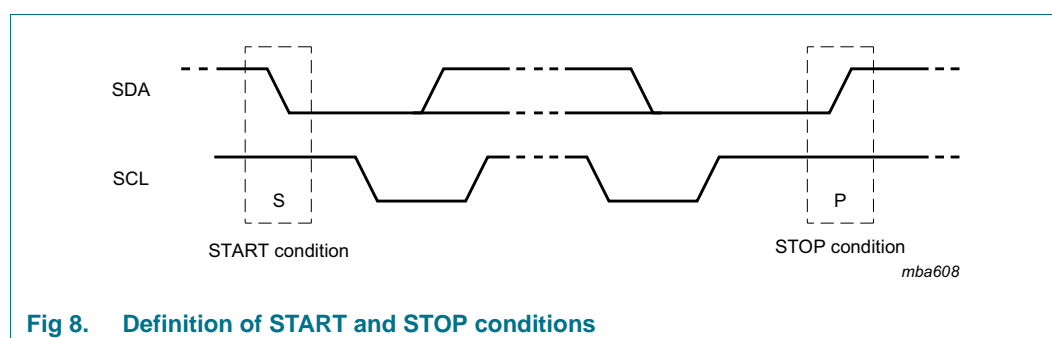 SDA
SCL
S
P
START condition
STOP condition
mba608
Fig 8. Definition of START and STOP conditions